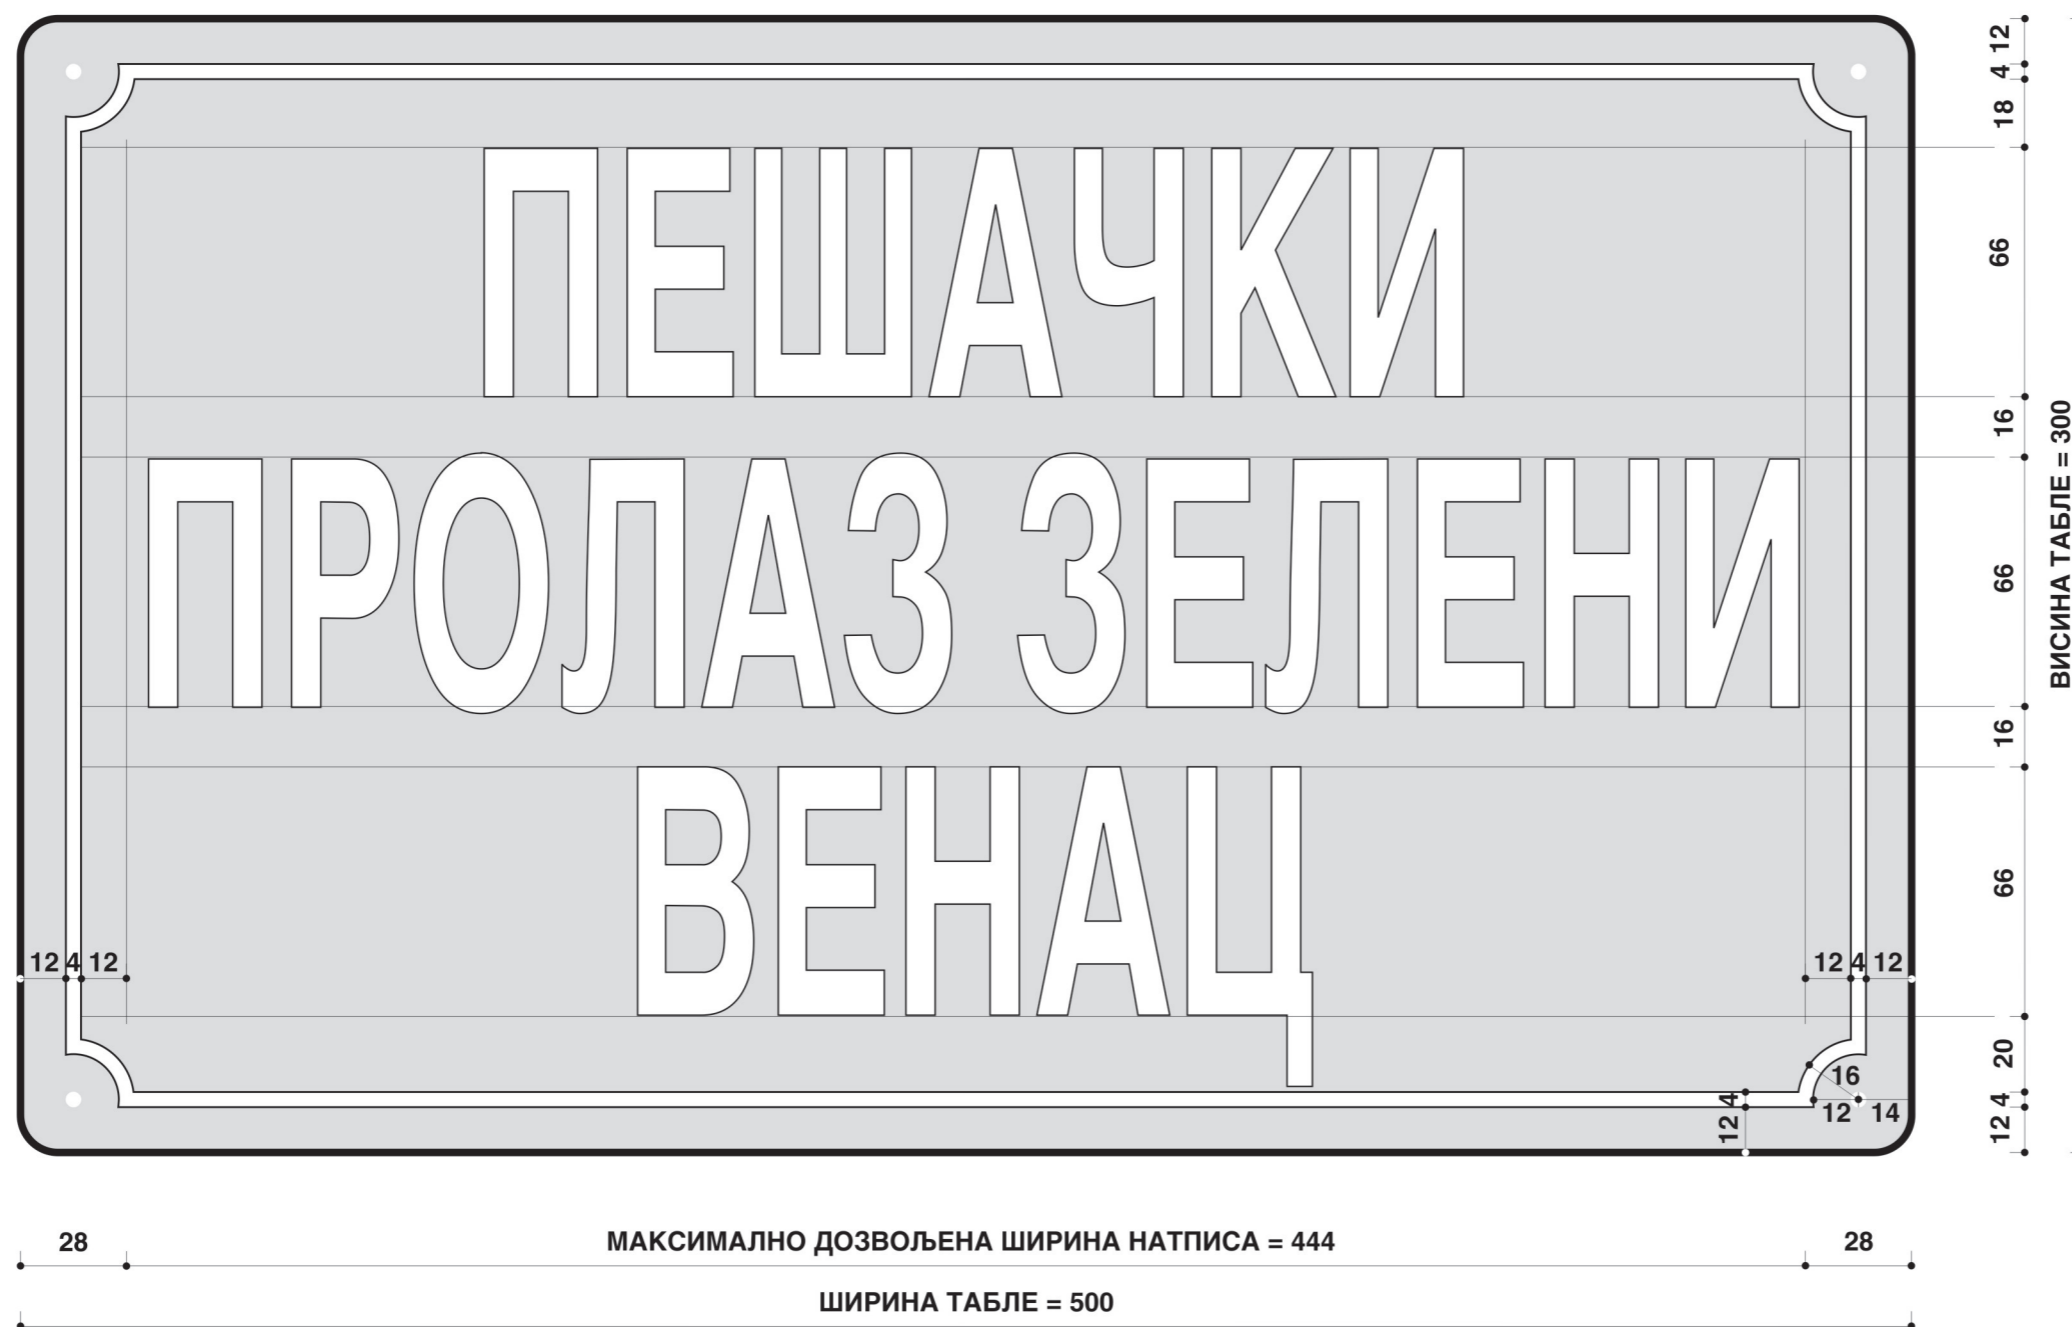 ПЕШАЧКИ
ПРОЛАЗ ЗЕЛЕНИ
ВЕНАЦ
12
4
18
66
16
66
16
66
20
4
12
ВИСИНА ТАБЛЕ = 300
12 4 12
12 4 12
16
12 14
4
12
28 МАКСИМАЛНО ДОЗВОЉЕНА ШИРИНА НАТПИСА = 444 28
ШИРИНА ТАБЛЕ = 500